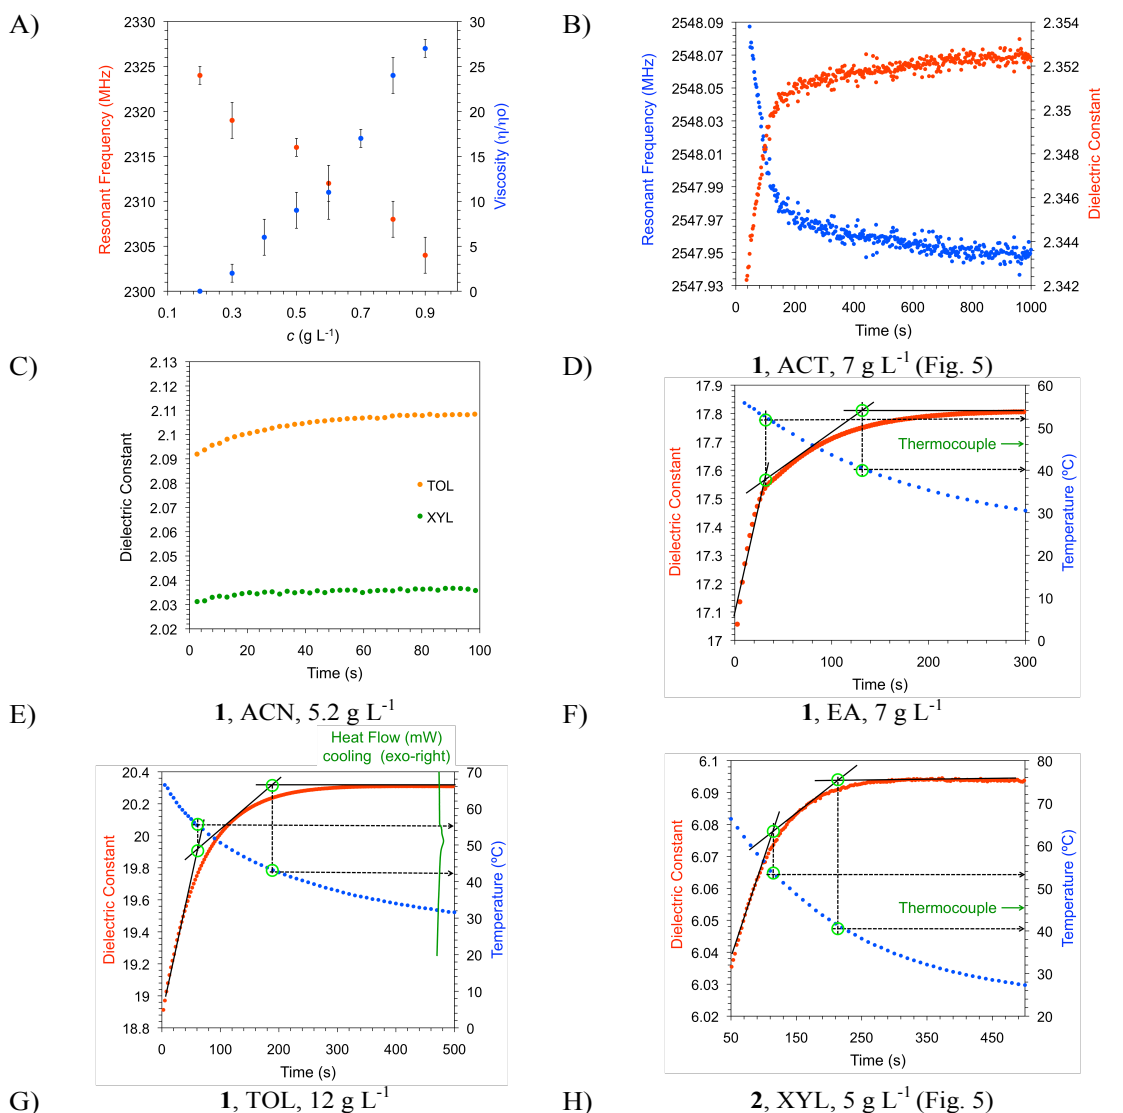 A)
2330
2325
2320
2315
2310
2305
2300
30
25
20
15
10
5
0
0.1 0.3 0.5 0.7 0.9
Resonant Frequency (MHz)
Viscosity (η/ηo)
c (g L-1)
B)
2548.09
2548.07
2548.05
2548.03
2548.01
2547.99
2547.97
2547.95
2547.93
2.354
2.352
2.35
2.348
2.346
2.344
2.342
0 200 400 600 800 1000
Resonant Frequency (MHz)
Dielectric Constant
Time (s)
C)
2.13
2.12
2.11
2.1
2.09
2.08
2.07
2.06
2.05
2.04
2.03
2.02
0 20 40 60 80 100
Dielectric Constant
TOL
XYL
Time (s)
D)
1, ACT, 7 g L-1 (Fig. 5)
17.9
17.8
17.7
17.6
17.5
17.4
17.3
17.2
17.1
17
60
50
40
30
20
10
0
0 100 200 300
Thermocouple
Dielectric Constant
Temperature (ºC)
Time (s)
E)
1, ACN, 5.2 g L-1
Heat Flow (mW)
cooling (exo-right)
20.4
20.2
20
19.8
19.6
19.4
19.2
19
18.8
70
60
50
40
30
20
10
0
0 100 200 300 400 500
Dielectric Constant
Temperature (ºC)
Time (s)
F)
1, EA, 7 g L-1
6.1
6.09
6.08
6.07
6.06
6.05
6.04
6.03
6.02
80
70
60
50
40
30
20
50 150 250 350 450
Thermocouple
Dielectric Constant
Temperature (ºC)
Time (s)
G)
1, TOL, 12 g L-1
H)
2, XYL, 5 g L-1 (Fig. 5)